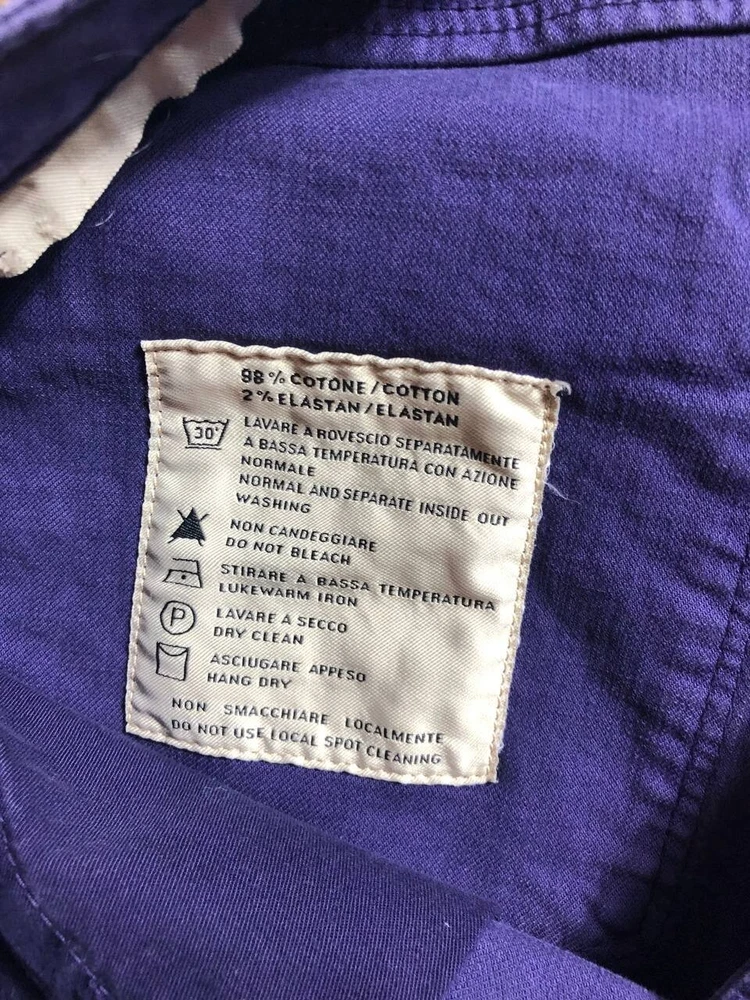 98% COTONE/COTTON
2% ELASTAN/ELASTAN
30°
LAVARE A ROVESCIO SEPARATAMENTE
A BASSA TEMPERATURA CON AZIONE
NORMALE
NORMAL AND SEPARATE INSIDE OUT
WASHING
NON CANDEGGIARE
DO NOT BLEACH
STIRARE A BASSA TEMPERATURA
LUKEWARM IRON
P
LAVARE A SECCO
DRY CLEAN
ASCIUGARE APPESO
HANG DRY
NON SMACCHIARE LOCALMENTE
DO NOT USE LOCAL SPOT CLEANING